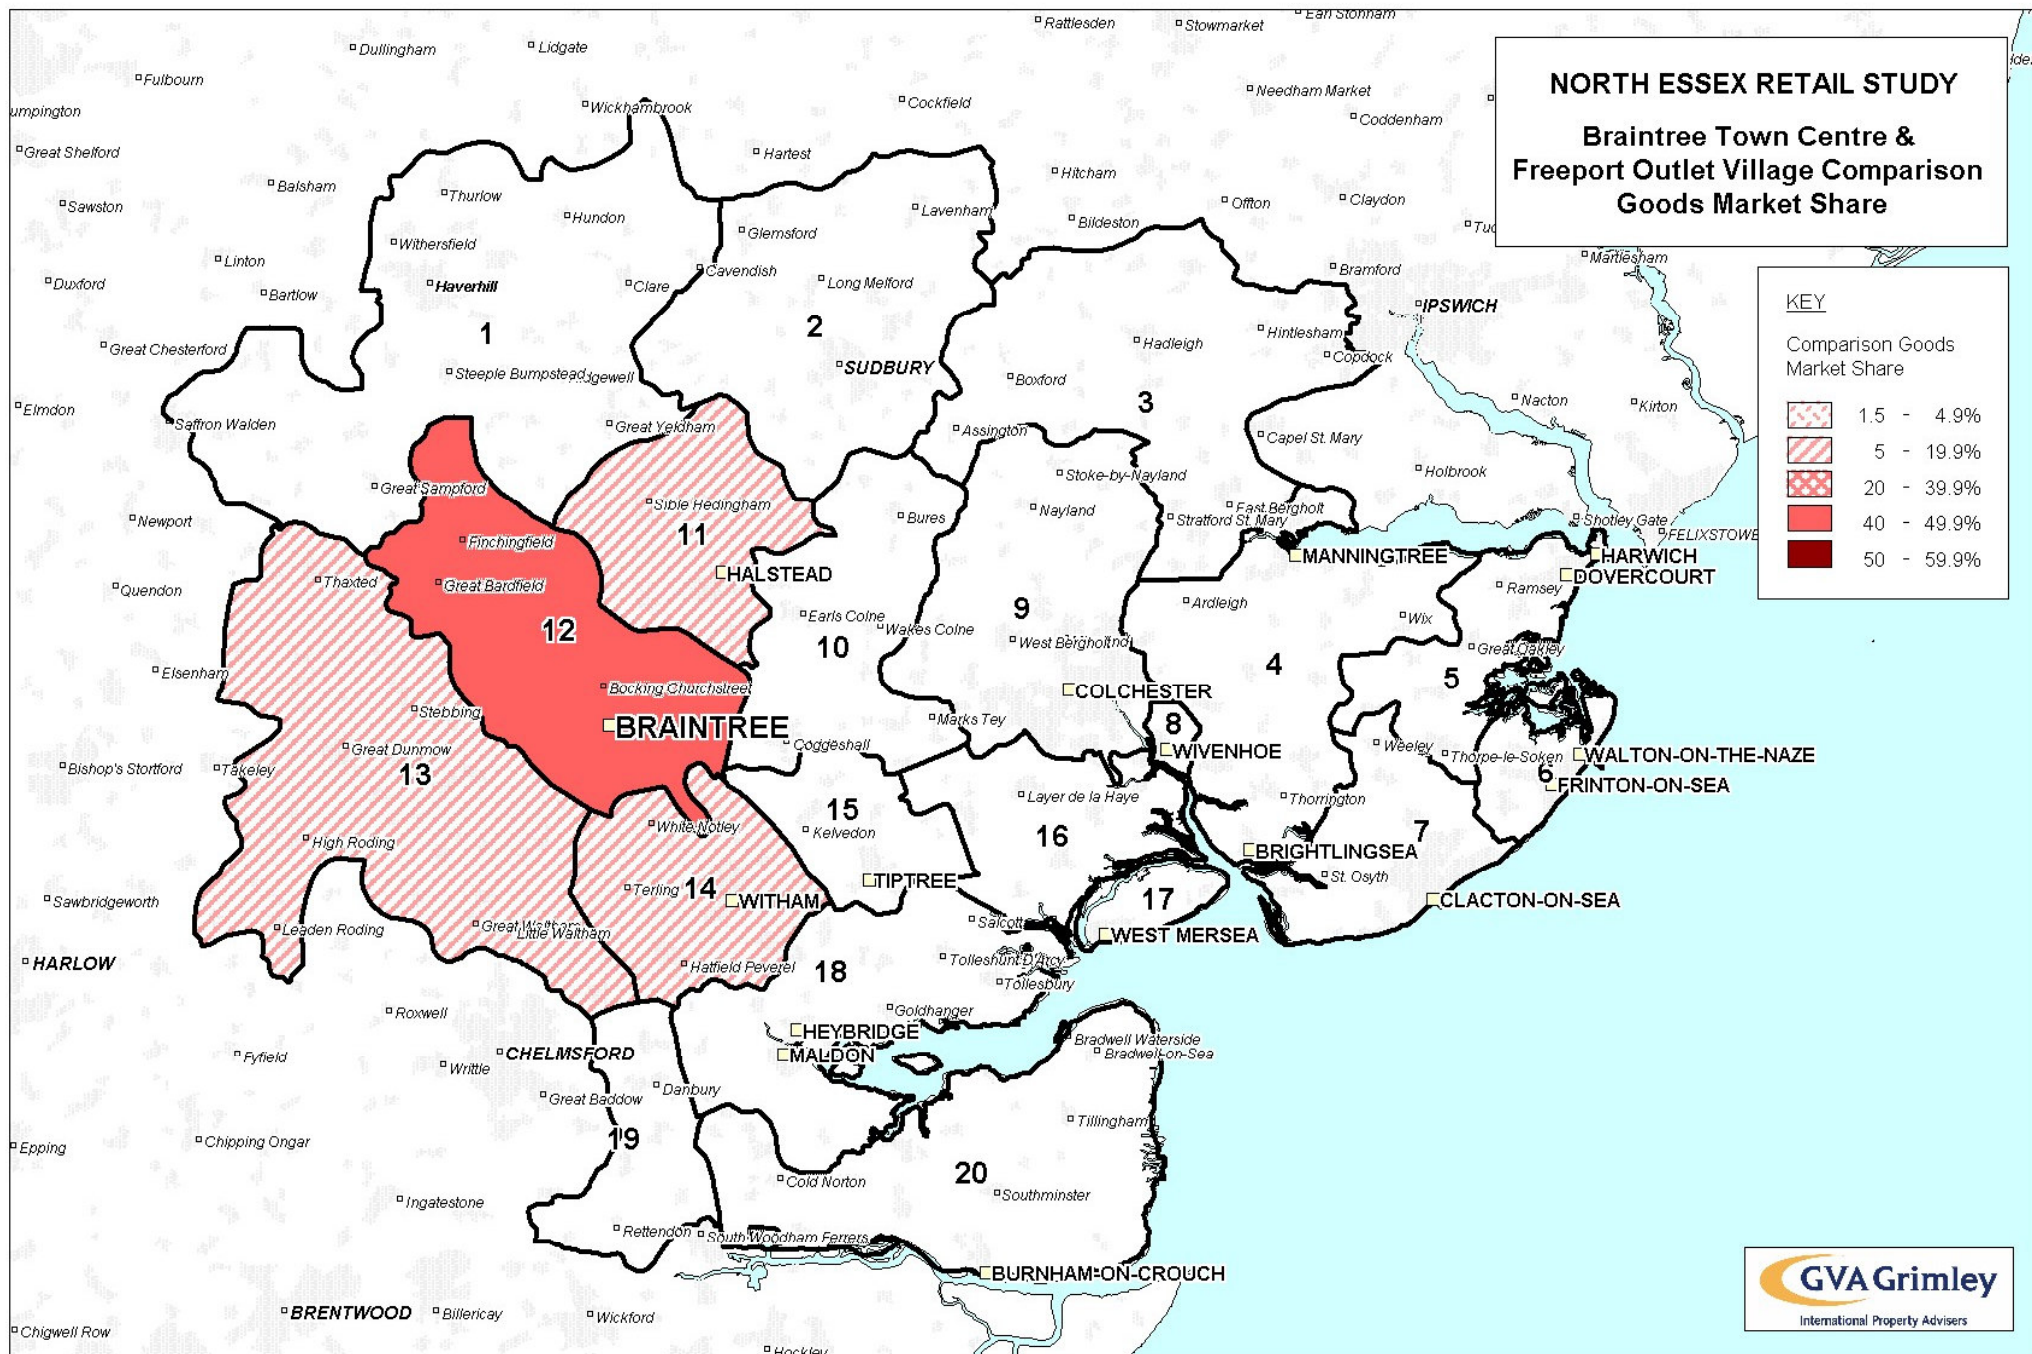 Rattlesden
Stowmarket
Earl Stonham
Dullingham
Lidgate
Fulbourn
NORTH ESSEX RETAIL STUDY
Braintree Town Centre &
Freeport Outlet Village Comparison
Goods Market Share
Needham Market
Wickhambrook
Cockfield
umpington
Coddenham
Great Shelford
Hartest
Hitcham
Balsham
Thurlow
Sawston
Hundon
Lavenham
Bildeston
Offton
Claydon
Glemsford
Withersfield
Linton
Cavendish
Bramford
Martlesham
Duxford
Bartlow
Haverhill
Clare
Long Melford
IPSWICH
KEY
Comparison Goods
Market Share
1.5 - 4.9%
5 - 19.9%
20 - 39.9%
40 - 49.9%
50 - 59.9%
1
2
Hintlesham
Great Chesterford
Hadleigh
Copdock
Steeple Bumpstead
SUDBURY
Boxford
3
Nacton
Kirton
Elmdon
Saffron Walden
Great Yeldham
Assington
Capel St. Mary
Stoke-by-Nayland
Holbrook
Great Sampford
Sible Hedingham
Nayland
East Bergholt
Newport
Bures
Stratford St. Mary
Shotley Gate
FELIXSTOWE
11
Finchingfield
MANNINGTREE
HARWICH
HALSTEAD
DOVERCOURT
Thaxted
Great Bardfield
Quendon
Ramsey
Ardleigh
9
Earls Colne
Wakes Colne
Wix
12
10
West Bergholt
Great Oakley
4
5
Elsenham
Bocking Churchstreet
COLCHESTER
Stebbing
BRAINTREE
Marks Tey
8
Great Dunmow
Coggeshall
WIVENHOE
Weeley
Thorpe-le-Soken
WALTON-ON-THE-NAZE
Bishop's Stortford
Takeley
13
6
FRINTON-ON-SEA
15
Layer de la Haye
Thorrington
White Notley
Kelvedon
16
7
High Roding
BRIGHTLINGSEA
TIPTREE
St. Osyth
Terling
14
WITHAM
17
CLACTON-ON-SEA
Sawbridgeworth
Leaden Roding
Great Waltham
Little Waltham
Salcott
WEST MERSEA
HARLOW
Hatfield Peverel
18
Tolleshunt D'Arcy
Tollesbury
Roxwell
Goldhanger
HEYBRIDGE
Bradwell Waterside
Fyfield
CHELMSFORD
MALDON
Bradwell-on-Sea
Writtle
Danbury
Great Baddow
Tillingham
Epping
Chipping Ongar
19
20
Cold Norton
Southminster
Ingatestone
Rettendon
South Woodham Ferrers
BURNHAM-ON-CROUCH
GVA Grimley
International Property Advisers
BRENTWOOD
Billericay
Wickford
Chigwell Row
Hockley